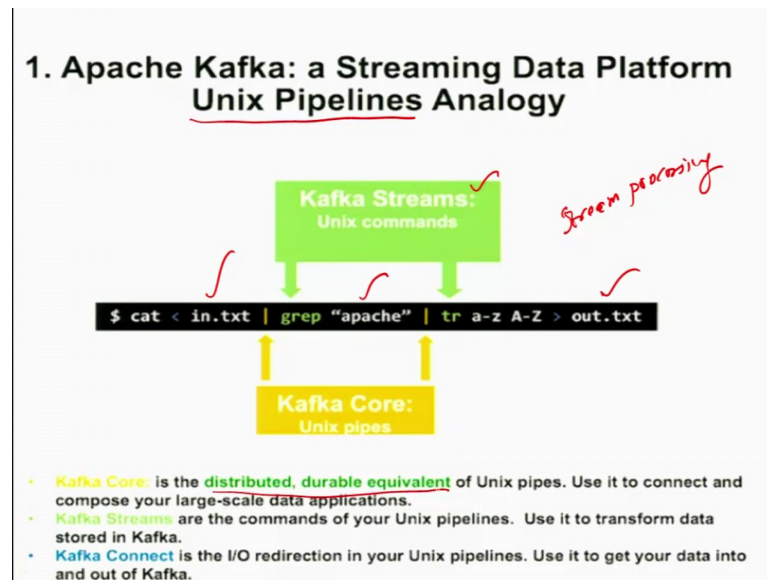 1. Apache Kafka: a Streaming Data Platform
Unix Pipelines Analogy
Kafka Streams:
Unix commands
Stream processing
$ cat < in.txt | grep “apache” | tr a-z A-Z > out.txt
Kafka Core:
Unix pipes
• Kafka Core: is the distributed, durable equivalent of Unix pipes. Use it to connect and
compose your large-scale data applications.
• Kafka Streams are the commands of your Unix pipelines. Use it to transform data
stored in Kafka.
• Kafka Connect is the I/O redirection in your Unix pipelines. Use it to get your data into
and out of Kafka.